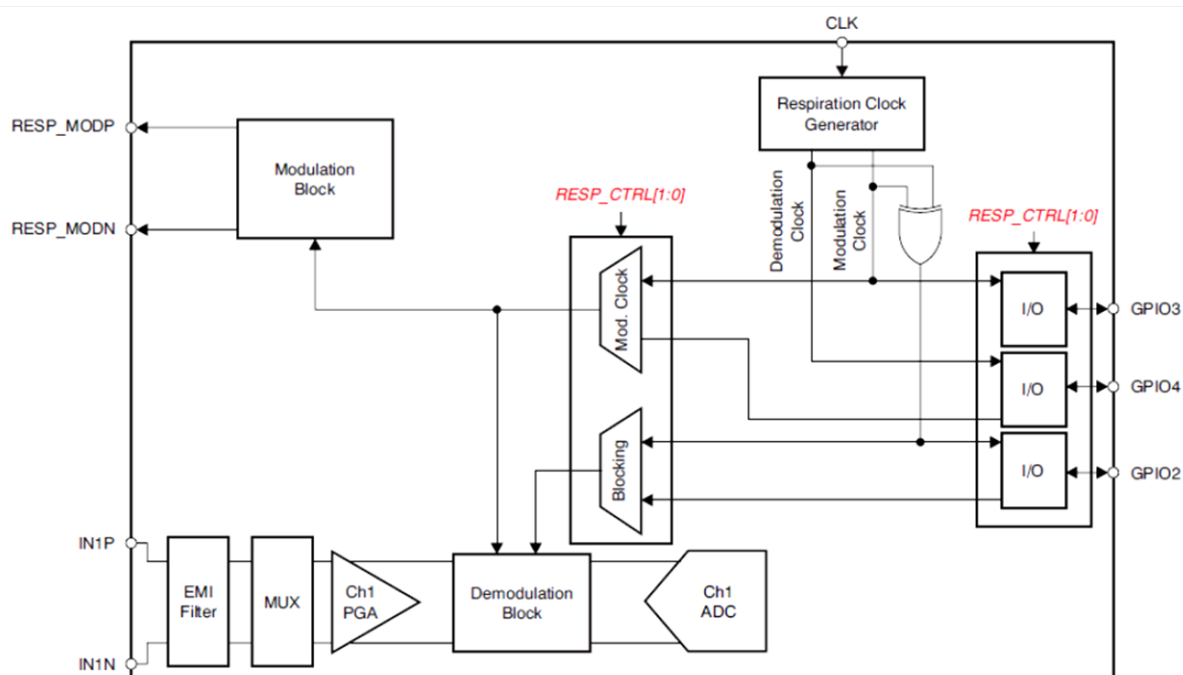 CLK
Respiration Clock
Generator
RESP_MODP
Modulation
Block
RESP_MODN
RESP_CTRL[1:0]
Demodulation
Clock
Modulation
Clock
RESP_CTRL[1:0]
Mod. Clock
I/O
GPIO3
I/O
GPIO4
Blocking
I/O
GPIO2
IN1P
EMI
Filter
MUX
Ch1
PGA
Demodulation
Block
Ch1
ADC
IN1N